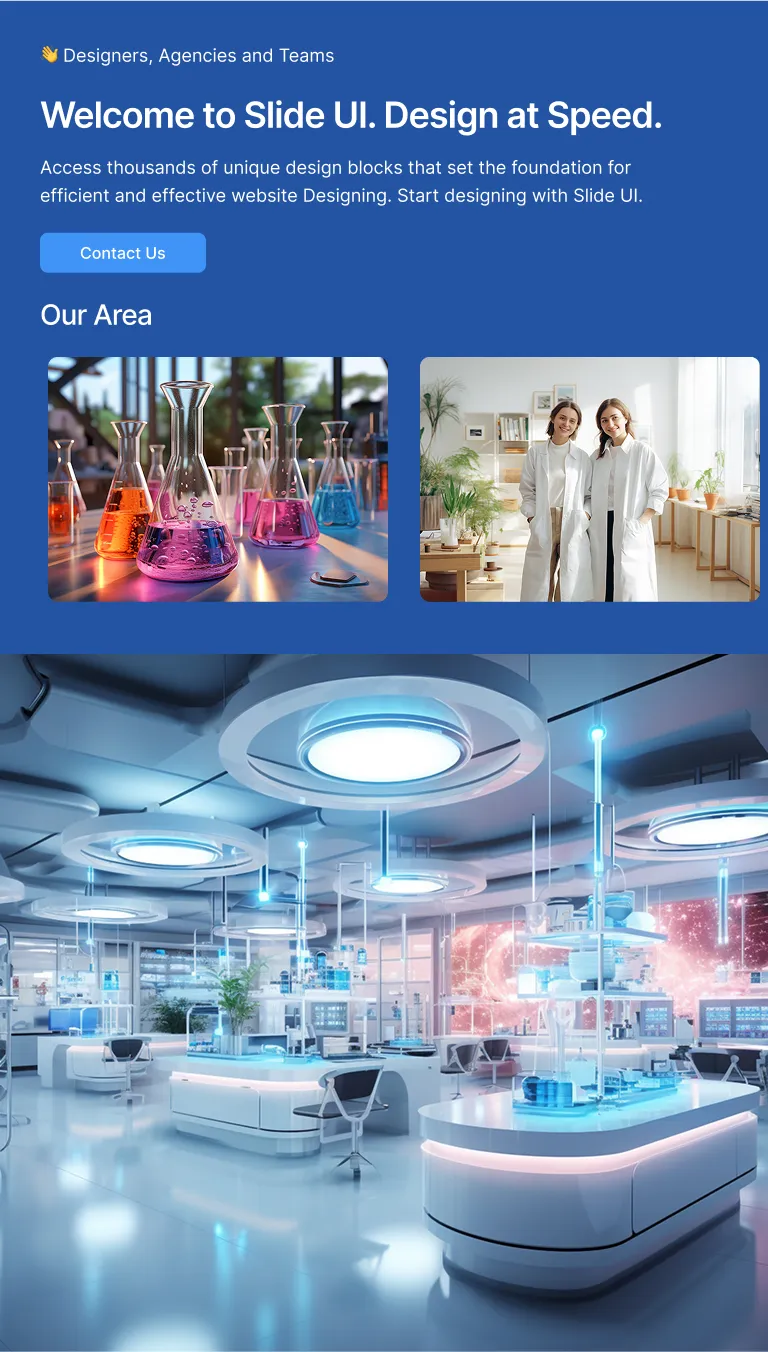 👋 Designers, Agencies and Teams
Welcome to Slide UI. Design at Speed.
Access thousands of unique design blocks that set the foundation for
efficient and effective website Designing. Start designing with Slide UI.
Contact Us
Our Area